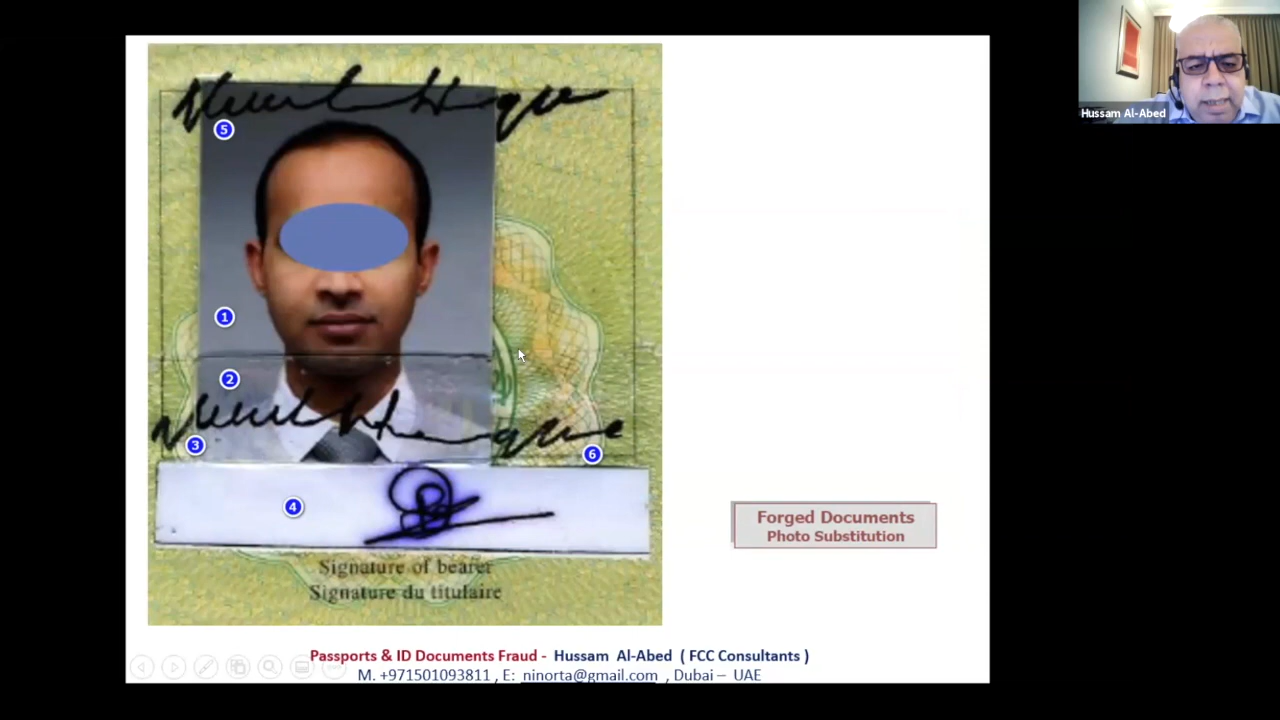 Hussam Al-Abed
5
1
2
3
6
4
Signature of bearer
Signature du titulaire
Forged Documents
Photo Substitution
Passports & ID Documents Fraud - Hussam Al-Abed ( FCC Consultants )
M. +971501093811 , E: ninorta@gmail.com , Dubai – UAE